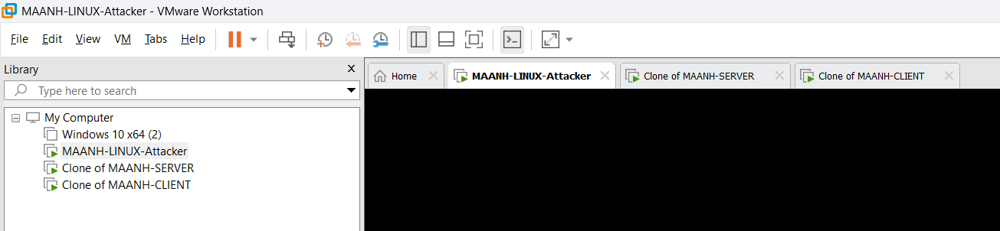 MAANH-LINUX-Attacker - VMware Workstation
File Edit View VM Tabs Help
Library
Type here to search
Home MAANH-LINUX-Attacker Clone of MAANH-SERVER Clone of MAANH-CLIENT
My Computer
Windows 10 x64 (2)
MAANH-LINUX-Attacker
Clone of MAANH-SERVER
Clone of MAANH-CLIENT